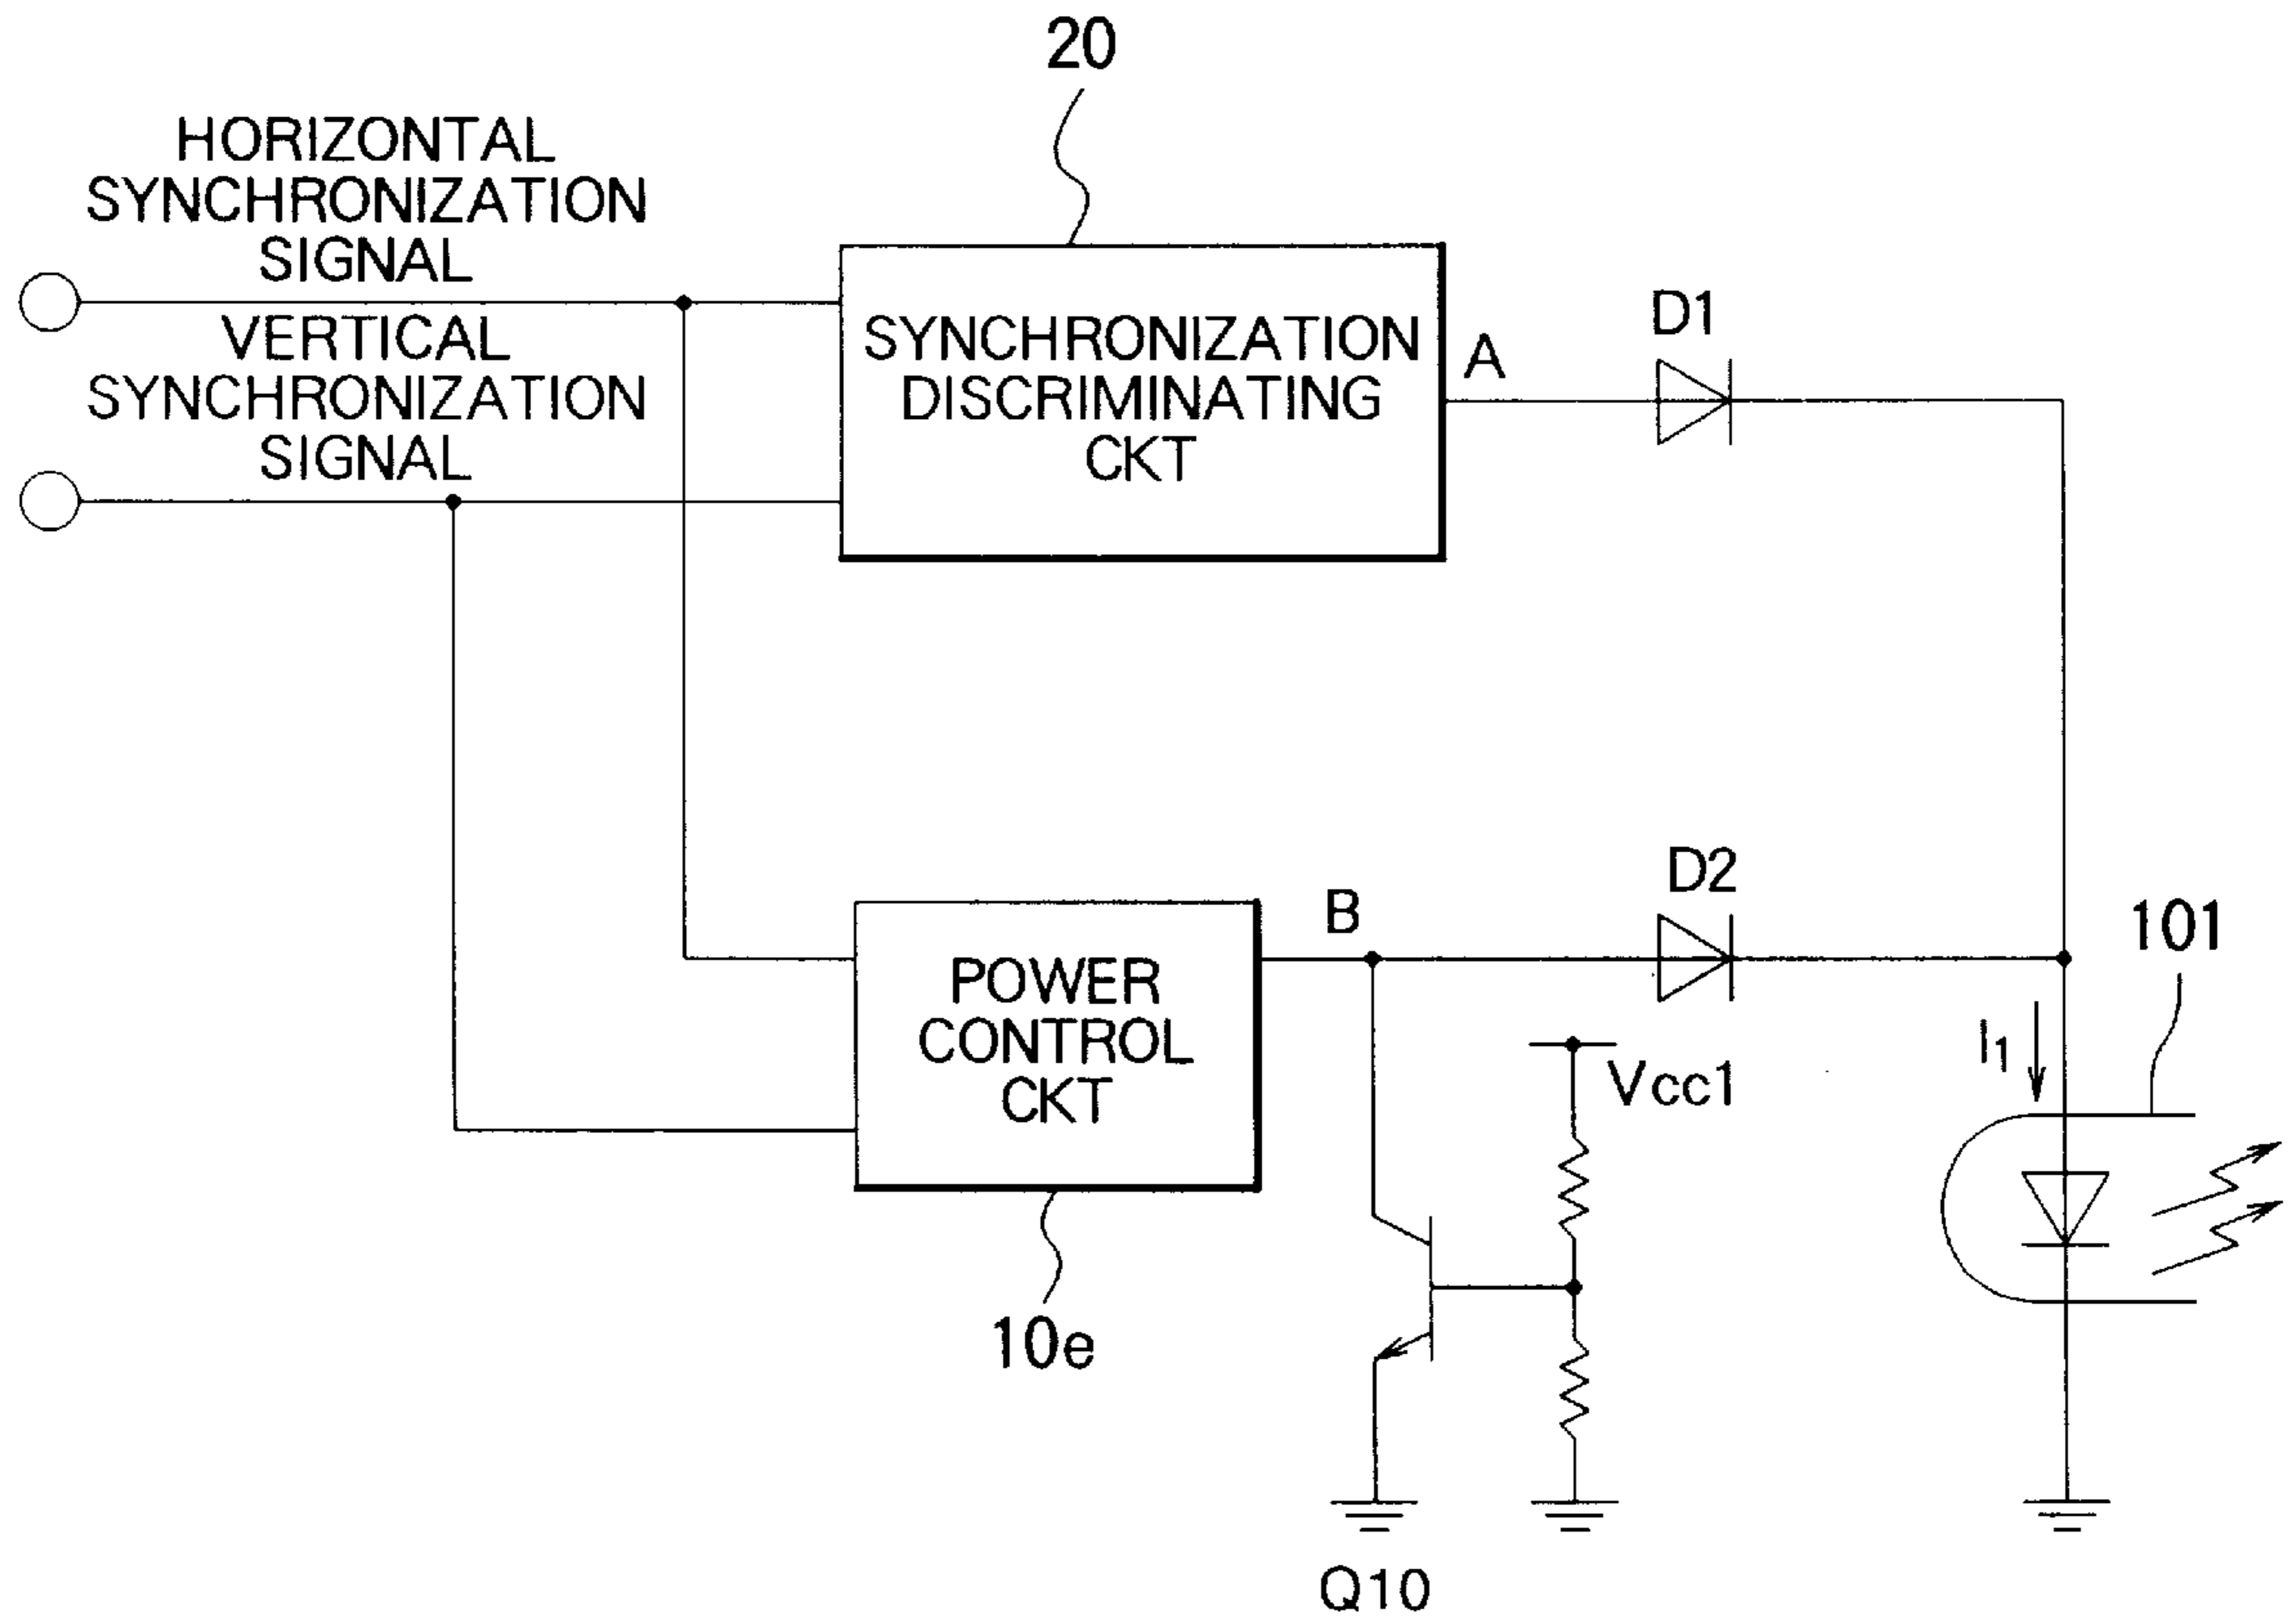 20
HORIZONTAL
SYNCHRONIZATION
SIGNAL
VERTICAL
SYNCHRONIZATION
SIGNAL
SYNCHRONIZATION
DISCRIMINATING
CKT
A
D1
B
D2
101
POWER
CONTROL
CKT
Vcc1
I1
10e
Q10